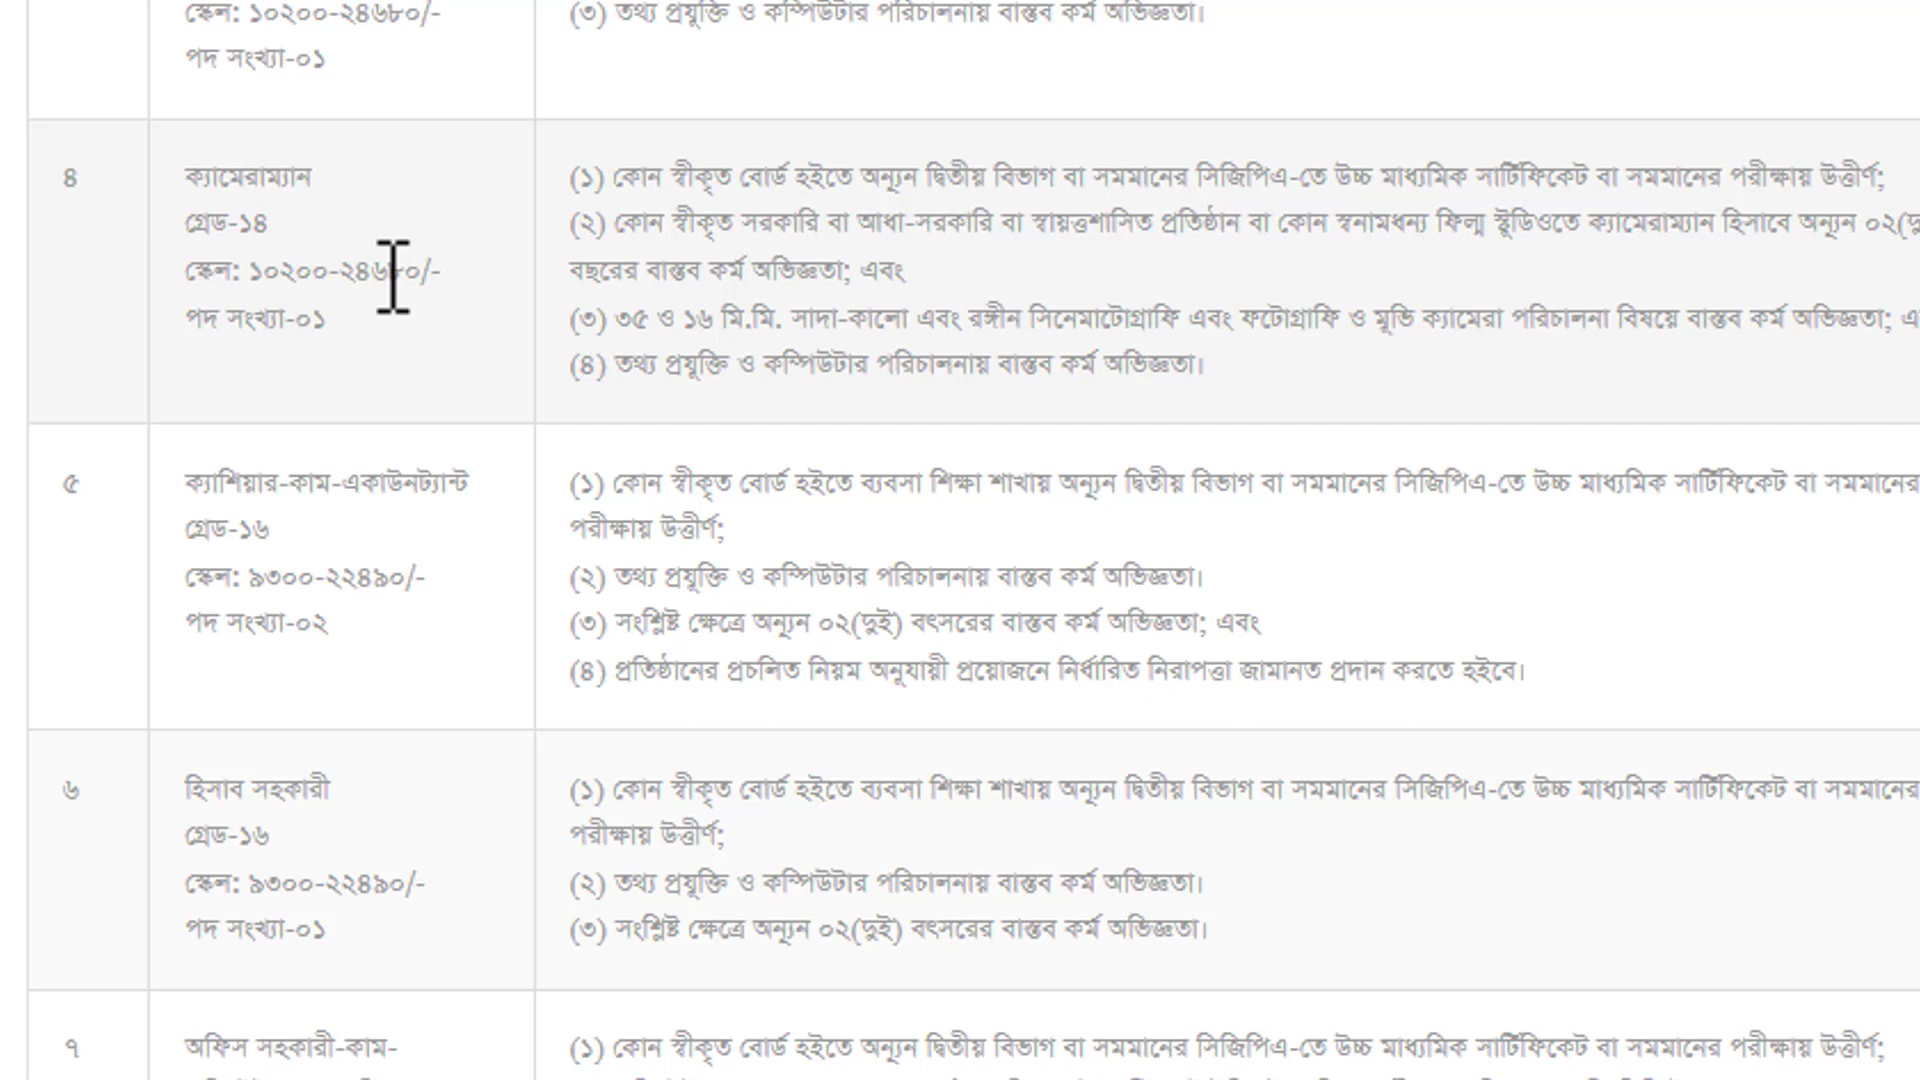 স্কেল: ১০২০০-২৪৬৮০/-
পদ সংখ্যা-০১
(৩) তথ্য প্রযুক্তি ও কম্পিউটার পরিচালনায় বাস্তব কর্ম অভিজ্ঞতা।
৪
ক্যামেরাম্যান
গ্রেড-১৪
স্কেল: ১০২০০-২৪৬৮০/-
পদ সংখ্যা-০১
(১) কোন স্বীকৃত বোর্ড হইতে অন্যূন দ্বিতীয় বিভাগ বা সমমানের সিজিপিএ-তে উচ্চ মাধ্যমিক সার্টিফিকেট বা সমমানের পরীক্ষায় উত্তীর্ণ;
(২) কোন স্বীকৃত সরকারি বা আধা-সরকারি বা স্বায়ত্তশাসিত প্রতিষ্ঠান বা কোন স্বনামধন্য ফিল্ম স্টুডিওতে ক্যামেরাম্যান হিসাবে অন্যূন ০২(দু
বছরের বাস্তব কর্ম অভিজ্ঞতা; এবং
(৩) ৩৫ ও ১৬ মি.মি. সাদা-কালো এবং রঙ্গীন সিনেমাটোগ্রাফি এবং ফটোগ্রাফি ও মুভি ক্যামেরা পরিচালনা বিষয়ে বাস্তব কর্ম অভিজ্ঞতা; এ
(৪) তথ্য প্রযুক্তি ও কম্পিউটার পরিচালনায় বাস্তব কর্ম অভিজ্ঞতা।
৫
ক্যাশিয়ার-কাম-একাউনট্যান্ট
গ্রেড-১৬
স্কেল: ৯৩০০-২২৪৯০/-
পদ সংখ্যা-০২
(১) কোন স্বীকৃত বোর্ড হইতে ব্যবসা শিক্ষা শাখায় অন্যূন দ্বিতীয় বিভাগ বা সমমানের সিজিপিএ-তে উচ্চ মাধ্যমিক সার্টিফিকেট বা সমমানের
পরীক্ষায় উত্তীর্ণ;
(২) তথ্য প্রযুক্তি ও কম্পিউটার পরিচালনায় বাস্তব কর্ম অভিজ্ঞতা।
(৩) সংশ্লিষ্ট ক্ষেত্রে অন্যূন ০২(দুই) বৎসরের বাস্তব কর্ম অভিজ্ঞতা; এবং
(৪) প্রতিষ্ঠানের প্রচলিত নিয়ম অনুযায়ী প্রয়োজনে নির্ধারিত নিরাপত্তা জামানত প্রদান করতে হইবে।
৬
হিসাব সহকারী
গ্রেড-১৬
স্কেল: ৯৩০০-২২৪৯০/-
পদ সংখ্যা-০১
(১) কোন স্বীকৃত বোর্ড হইতে ব্যবসা শিক্ষা শাখায় অন্যূন দ্বিতীয় বিভাগ বা সমমানের সিজিপিএ-তে উচ্চ মাধ্যমিক সার্টিফিকেট বা সমমানের
পরীক্ষায় উত্তীর্ণ;
(২) তথ্য প্রযুক্তি ও কম্পিউটার পরিচালনায় বাস্তব কর্ম অভিজ্ঞতা।
(৩) সংশ্লিষ্ট ক্ষেত্রে অন্যূন ০২(দুই) বৎসরের বাস্তব কর্ম অভিজ্ঞতা।
৭
অফিস সহকারী-কাম-
(১) কোন স্বীকৃত বোর্ড হইতে অন্যূন দ্বিতীয় বিভাগ বা সমমানের সিজিপিএ-তে উচ্চ মাধ্যমিক সার্টিফিকেট বা সমমানের পরীক্ষায় উত্তীর্ণ;